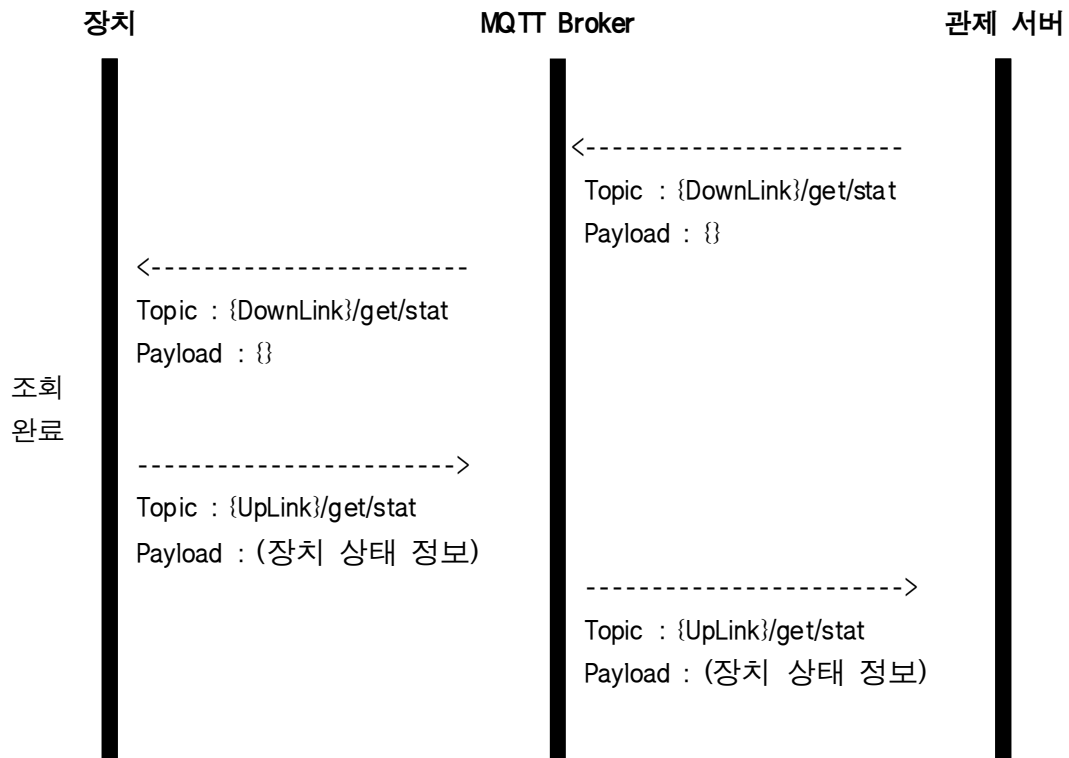 장치 MQTT Broker 관제 서버
<------------------------
Topic : {DownLink}/get/stat
Payload : {}
<------------------------
Topic : {DownLink}/get/stat
Payload : {}
조회
완료
------------------------>
Topic : {UpLink}/get/stat
Payload : (장치 상태 정보)
------------------------>
Topic : {UpLink}/get/stat
Payload : (장치 상태 정보)